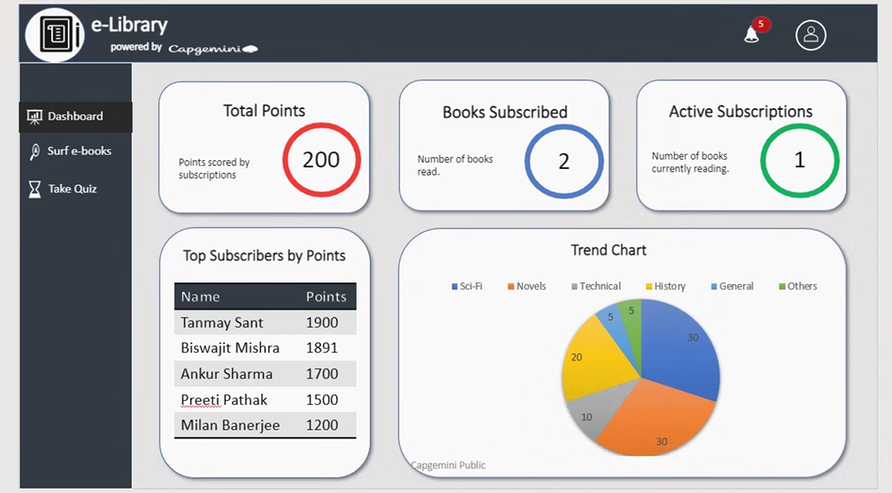 e-Library
powered by Capgemini
5
Dashboard
Surf e-books
Take Quiz
Total Points
Points scored by
subscriptions
200
Books Subscribed
Number of books
read.
2
Active Subscriptions
Number of books
currently reading.
1
Top Subscribers by Points
Name Points
Tanmay Sant 1900
Biswajit Mishra 1891
Ankur Sharma 1700
Preeti Pathak 1500
Milan Banerjee 1200
Trend Chart
Sci-Fi Novels Technical History General Others
5 5
30
20
10
30
Capgemini Public